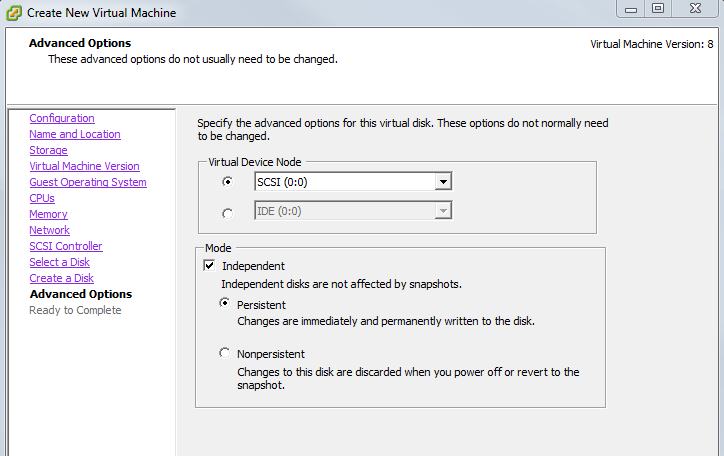 Create New Virtual Machine
Advanced Options
These advanced options do not usually need to be changed.
Virtual Machine Version: 8
Configuration
Name and Location
Storage
Virtual Machine Version
Guest Operating System
CPUs
Memory
Network
SCSI Controller
Select a Disk
Create a Disk
Advanced Options
Ready to Complete
Specify the advanced options for this virtual disk. These options do not normally need
to be changed.
Virtual Device Node
SCSI (0:0)
IDE (0:0)
Mode
Independent
Independent disks are not affected by snapshots.
Persistent
Changes are immediately and permanently written to the disk.
Nonpersistent
Changes to this disk are discarded when you power off or revert to the
snapshot.